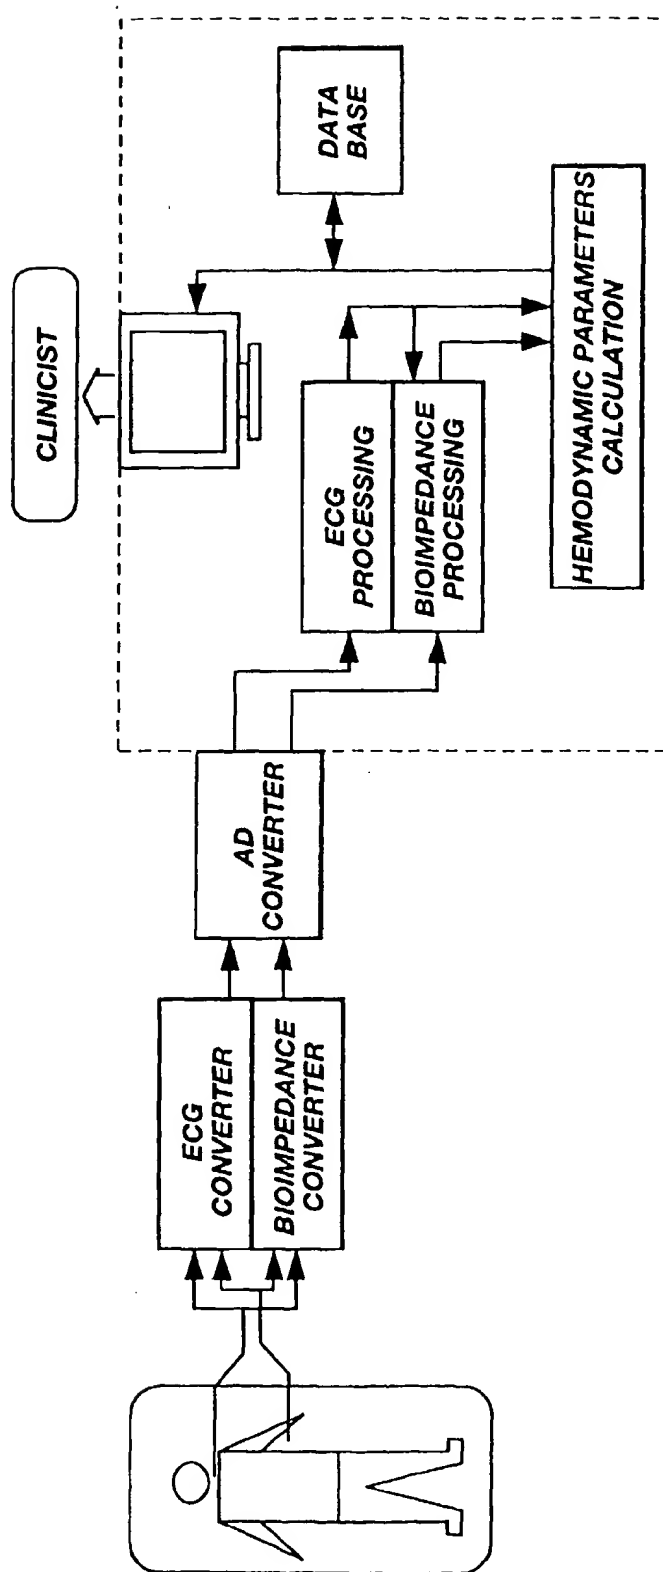 ECG
CONVERTER
BIOIMPEDANCE
CONVERTER
AD
CONVERTER
ECG
PROCESSING
BIOIMPEDANCE
PROCESSING
CLINICIST
DATA
BASE
HEMODYNAMIC PARAMETERS
CALCULATION